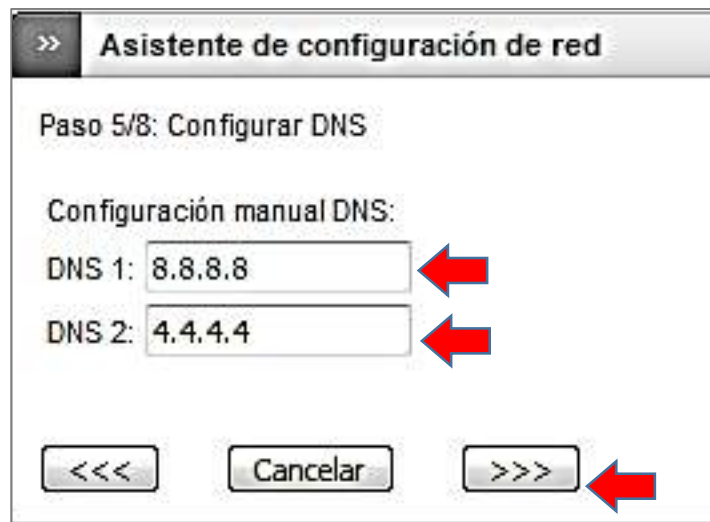 >> Asistente de configuración de red
Paso 5/8: Configurar DNS
Configuración manual DNS:
DNS 1: 8.8.8.8
DNS 2: 4.4.4.4
<<< Cancelar >>>